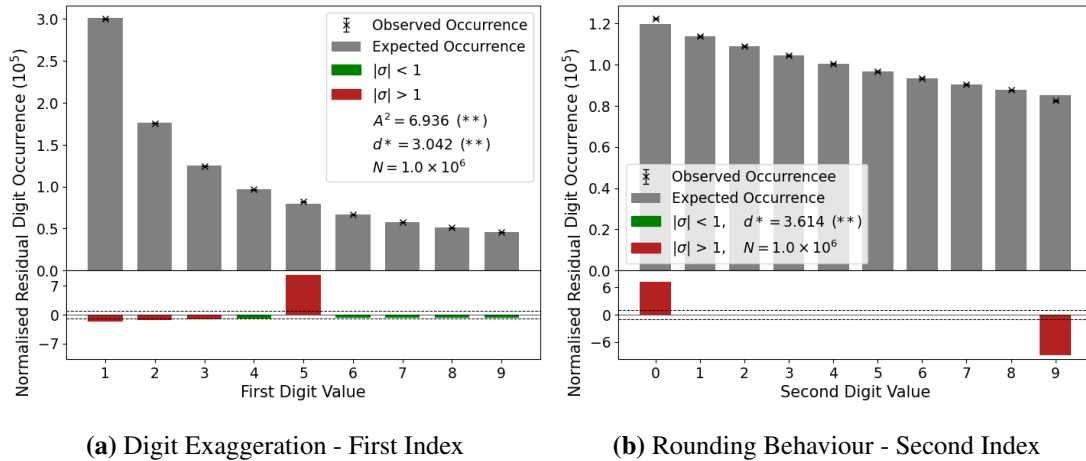 Normalised Residual Digit Occurrence (10⁵)
3.0
2.5
2.0
1.5
1.0
0.5
0.0
7
0
−7
Observed Occurrence
Expected Occurrence
|σ| < 1
|σ| > 1
A² = 6.936 (**)
d* = 3.042 (**)
N = 1.0 × 10⁶
1 2 3 4 5 6 7 8 9
First Digit Value
(a) Digit Exaggeration - First Index
Normalised Residual Digit Occurrence (10⁵)
1.2
1.0
0.8
0.6
0.4
0.2
0.0
6
0
−6
Observed Occurrencee
Expected Occurrence
|σ| < 1, d* = 3.614 (**)
|σ| > 1, N = 1.0 × 10⁶
0 1 2 3 4 5 6 7 8 9
Second Digit Value
(b) Rounding Behaviour - Second Index